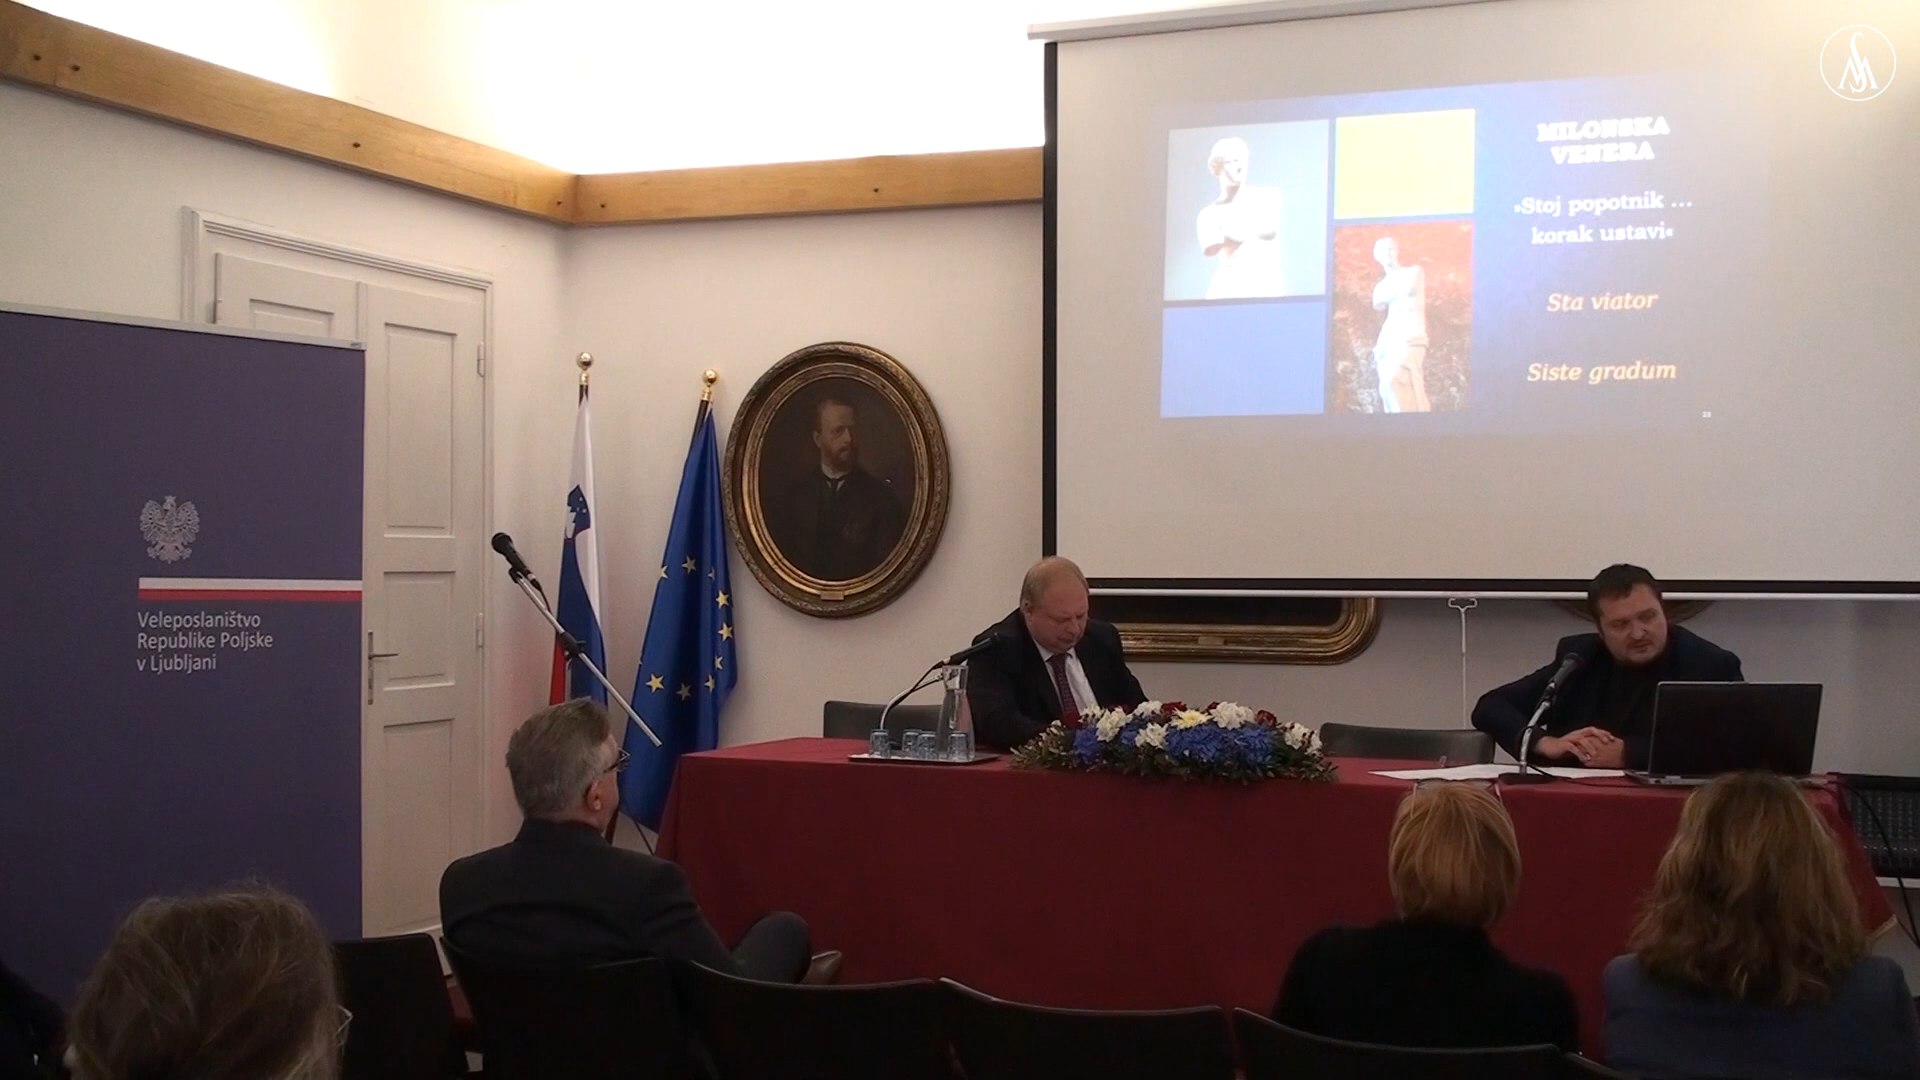 Veleposlaništvo
Republike Poljske
v Ljubljani
MILONSKA
VENERA
»Stoj popotnik ...
korak ustavi«
Sta viator
Siste gradum